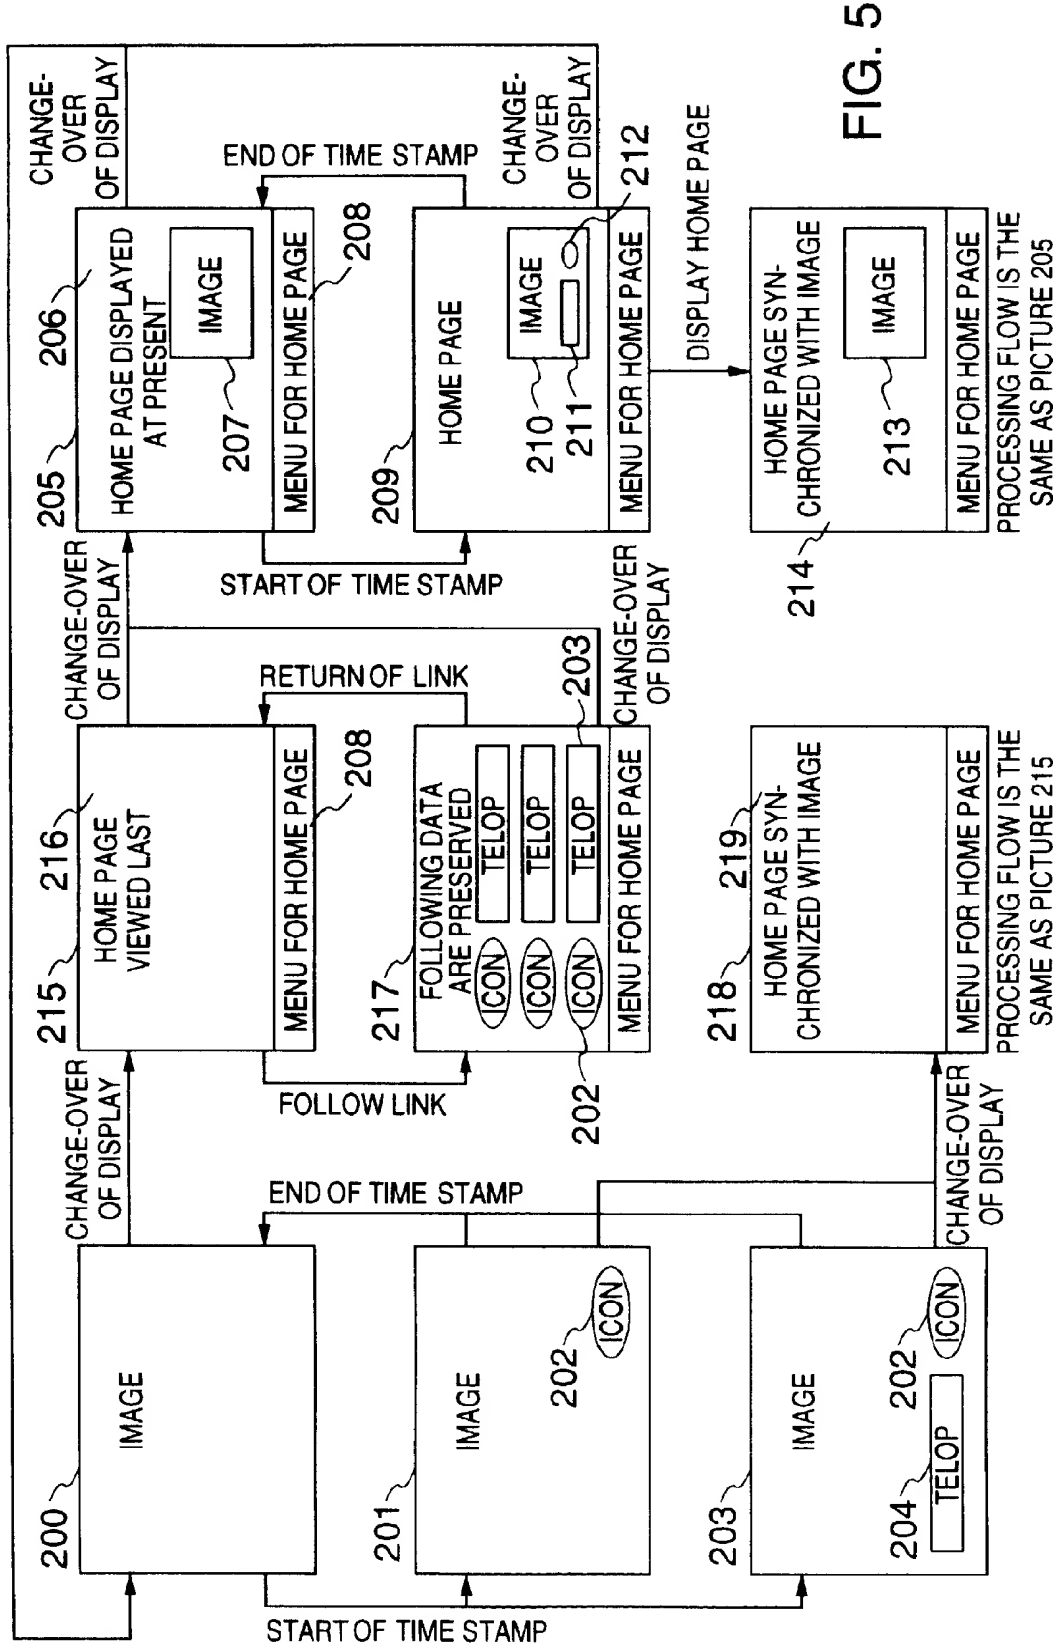 CHANGE-
OVER
OF DISPLAY
200
IMAGE
CHANGE-OVER
OF DISPLAY
215
216
HOME PAGE
VIEWED LAST
MENU FOR HOME PAGE
208
CHANGE-OVER
OF DISPLAY
205
206
HOME PAGE DISPLAYED
AT PRESENT
207
IMAGE
MENU FOR HOME PAGE
208
START OF TIME STAMP
END OF TIME STAMP
FOLLOW LINK
RETURN OF LINK
START OF TIME STAMP
END OF TIME STAMP
201
IMAGE
202
ICON
217
FOLLOWING DATA
ARE PRESERVED
ICON
TELOP
ICON
TELOP
ICON
TELOP
202
203
MENU FOR HOME PAGE
CHANGE-OVER
OF DISPLAY
209
HOME PAGE
210
IMAGE
211
212
MENU FOR HOME PAGE
CHANGE-
OVER
OF DISPLAY
DISPLAY HOME PAGE
203
IMAGE
204
TELOP
202
ICON
CHANGE-OVER
OF DISPLAY
218
219
HOME PAGE SYN-
CHRONIZED WITH IMAGE
MENU FOR HOME PAGE
PROCESSING FLOW IS THE
SAME AS PICTURE 215
214
HOME PAGE SYN-
CHRONIZED WITH IMAGE
213
IMAGE
MENU FOR HOME PAGE
PROCESSING FLOW IS THE
SAME AS PICTURE 205
FIG. 5